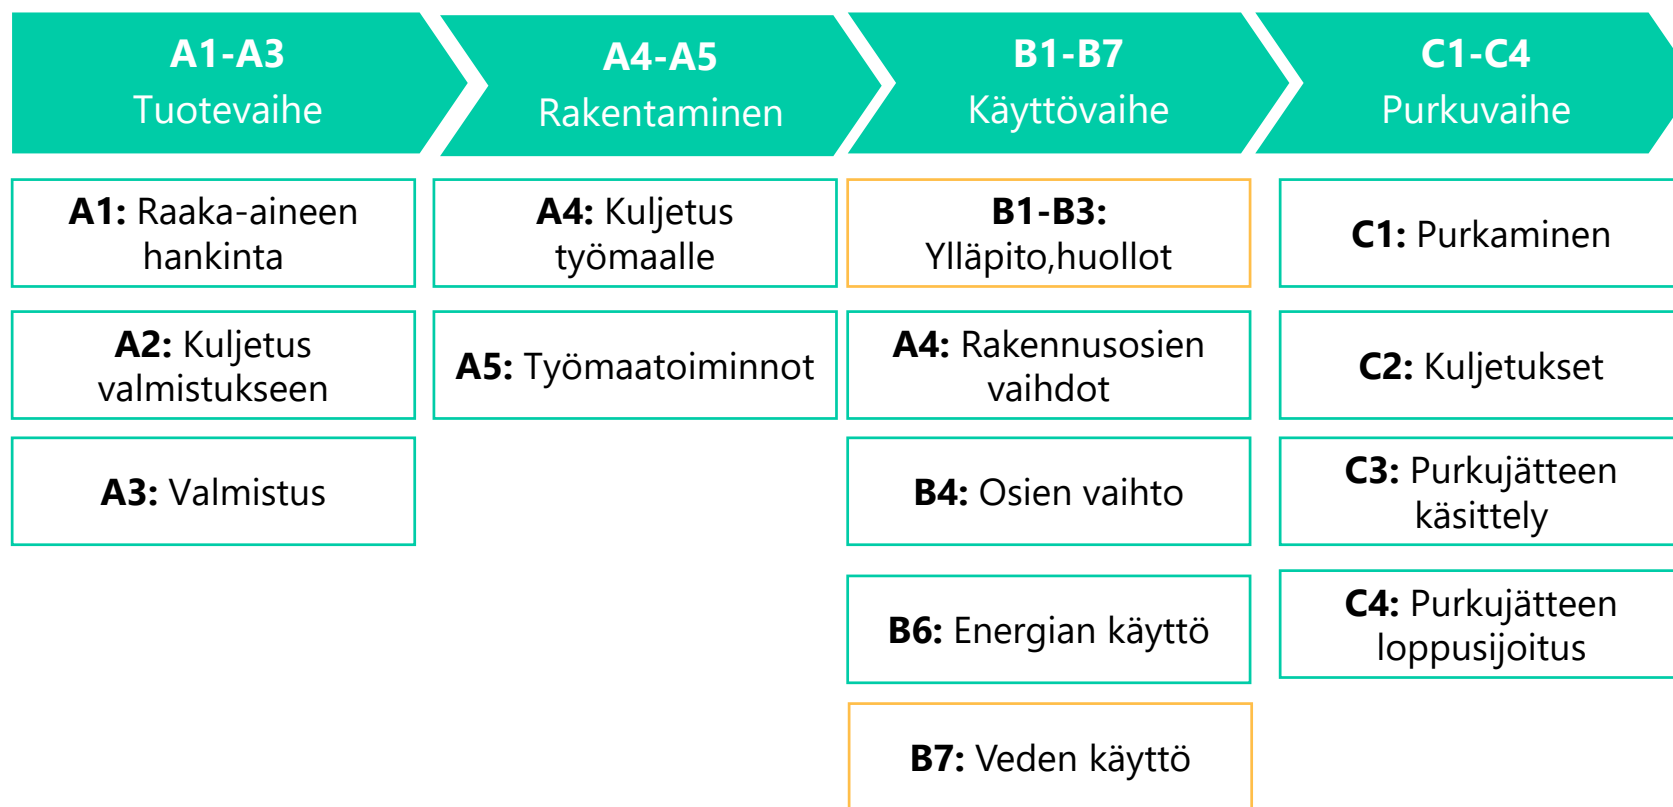 A1-A3
Tuotevaihe
A4-A5
Rakentaminen
B1-B7
Käyttövaihe
C1-C4
Purkuvaihe
A1: Raaka-aineen
hankinta
A2: Kuljetus
valmistukseen
A3: Valmistus
A4: Kuljetus
työmaalle
A5: Työmaatoiminnot
B1-B3:
Ylläpito,huollot
A4: Rakennusosien
vaihdot
B4: Osien vaihto
B6: Energian käyttö
B7: Veden käyttö
C1: Purkaminen
C2: Kuljetukset
C3: Purkujätteen
käsittely
C4: Purkujätteen
loppusijoitus